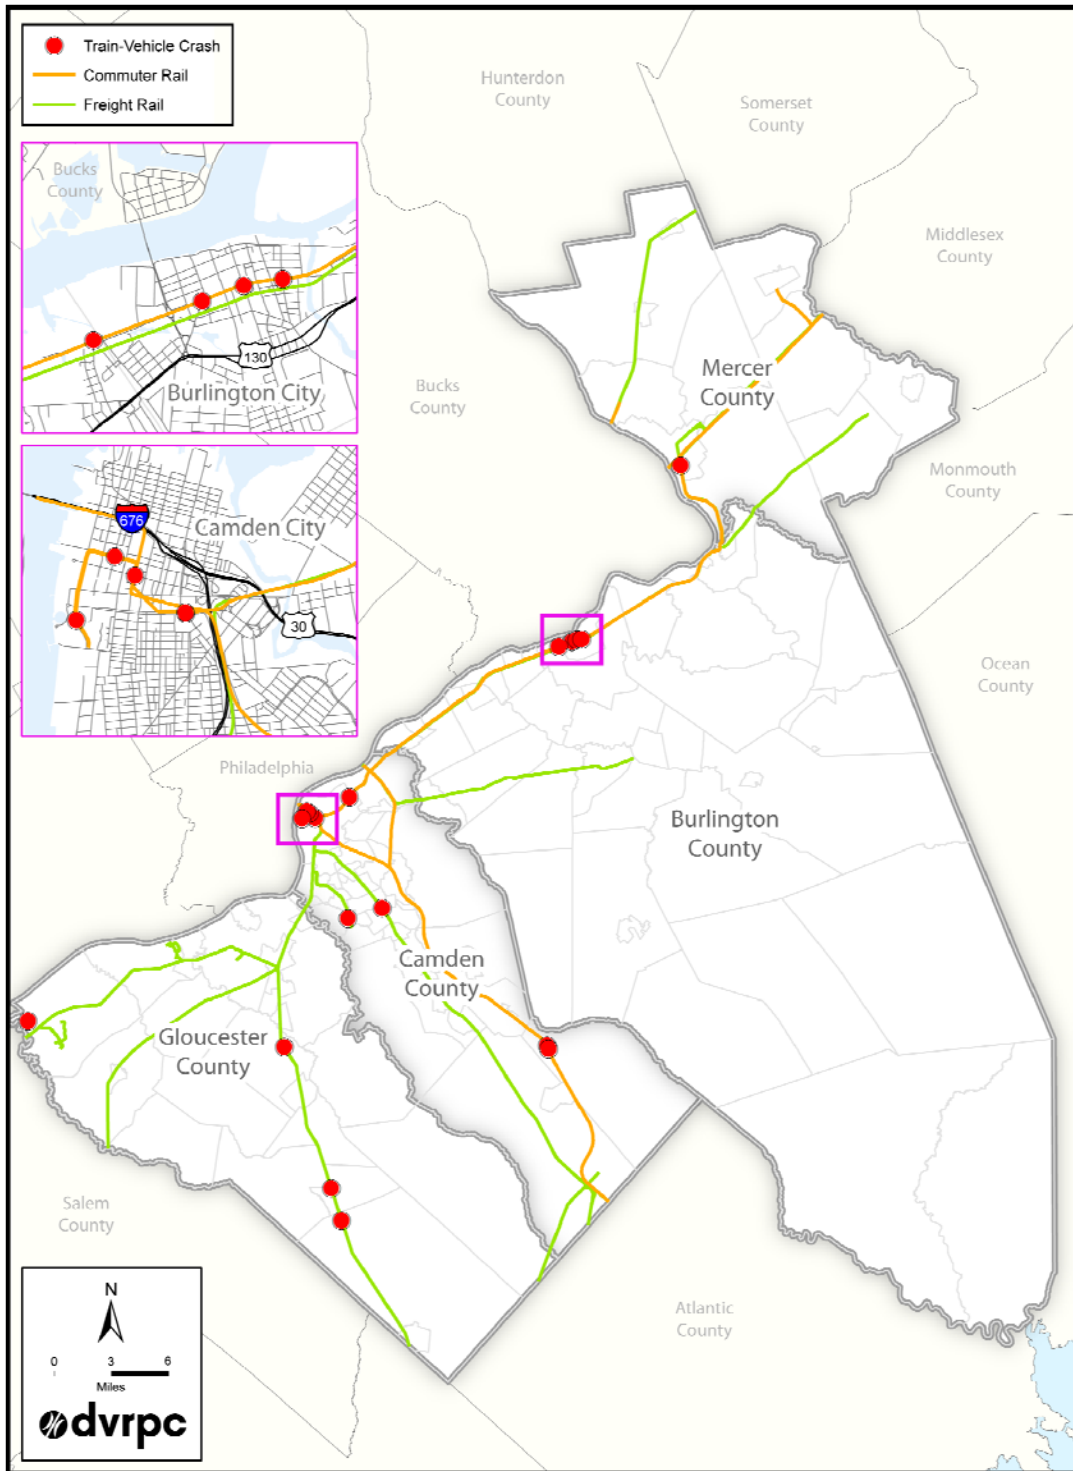 Train-Vehicle Crash
Commuter Rail
Freight Rail
Hunterdon
County
Somerset
County
Bucks
County
130
Burlington City
Middlesex
County
Mercer
County
Bucks
County
Monmouth
County
676
Camden City
30
Ocean
County
Philadelphia
Burlington
County
Camden
County
Gloucester
County
Salem
County
Atlantic
County
N
0 3 6
Miles
dvrpc